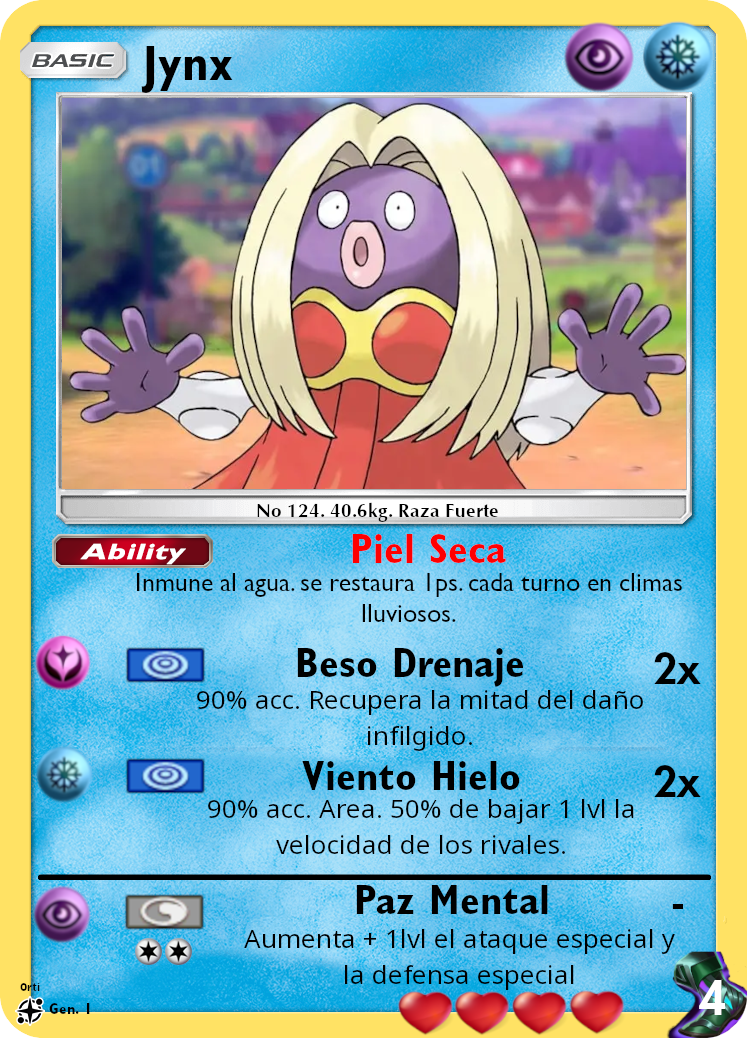 BASIC Jynx
01
No 124. 40.6kg. Raza Fuerte
Ability Piel Seca
Inmune al agua. se restaura 1ps. cada turno en climas
lluviosos.
Beso Drenaje 2x
90% acc. Recupera la mitad del daño
infilgido.
Viento Hielo 2x
90% acc. Area. 50% de bajar 1 lvl la
velocidad de los rivales.
Paz Mental -
Aumenta + 1lvl el ataque especial y
la defensa especial
4
Orti
Gen. 1